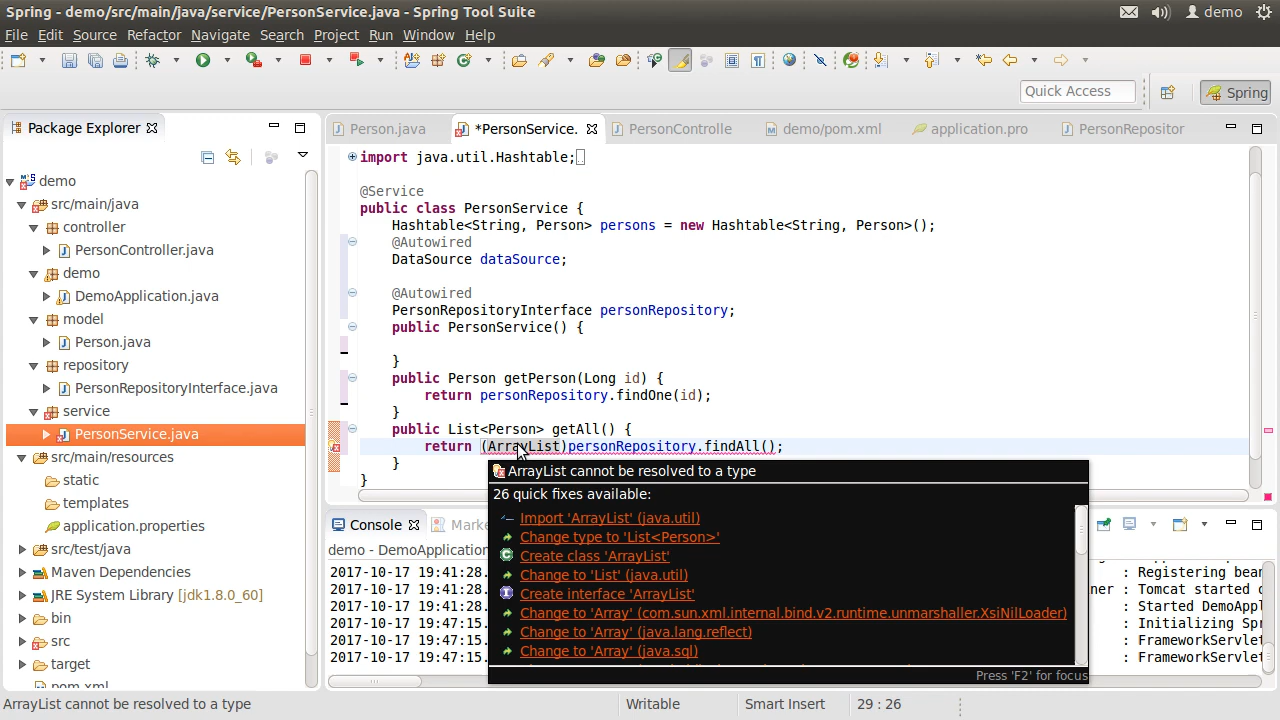 Spring - demo/src/main/java/service/PersonService.java - Spring Tool Suite
demo
File Edit Source Refactor Navigate Search Project Run Window Help
Quick Access
Spring
Package Explorer
Person.java
*PersonService.
PersonControlle
demo/pom.xml
application.pro
PersonRepositor
demo
src/main/java
controller
PersonController.java
demo
DemoApplication.java
model
Person.java
repository
PersonRepositoryInterface.java
service
PersonService.java
src/main/resources
static
templates
application.properties
src/test/java
Maven Dependencies
JRE System Library [jdk1.8.0_60]
bin
src
target
pom.xml
import java.util.Hashtable;
@Service
public class PersonService {
Hashtable<String, Person> persons = new Hashtable<String, Person>();
@Autowired
DataSource dataSource;
@Autowired
PersonRepositoryInterface personRepository;
public PersonService() {
}
public Person getPerson(Long id) {
return personRepository.findOne(id);
}
public List<Person> getAll() {
return (ArrayList)personRepository.findAll();
}
}
ArrayList cannot be resolved to a type
26 quick fixes available:
Import 'ArrayList' (java.util)
Change type to 'List<Person>'
Create class 'ArrayList'
Change to 'List' (java.util)
Create interface 'ArrayList'
Change to 'Array' (com.sun.xml.internal.bind.v2.runtime.unmarshaller.XsiNilLoader)
Change to 'Array' (java.lang.reflect)
Change to 'Array' (java.sql)
Press 'F2' for focus
Console
Marke
demo - DemoApplication
2017-10-17 19:41:28. : Registering bean
2017-10-17 19:41:28. ner : Tomcat started o
2017-10-17 19:41:28. : Started DemoAppl
2017-10-17 19:47:15. : Initializing Spr
2017-10-17 19:47:15. : FrameworkServlet
2017-10-17 19:47:15. : FrameworkServlet
ArrayList cannot be resolved to a type
Writable
Smart Insert
29 : 26